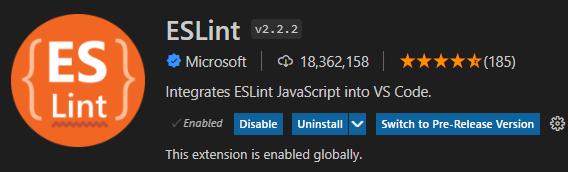 {ES}
Lint
ESLint v2.2.2
Microsoft | 18,362,158 | ★★★★★(185)
Integrates ESLint JavaScript into VS Code.
✓Enabled Disable Uninstall Switch to Pre-Release Version
This extension is enabled globally.